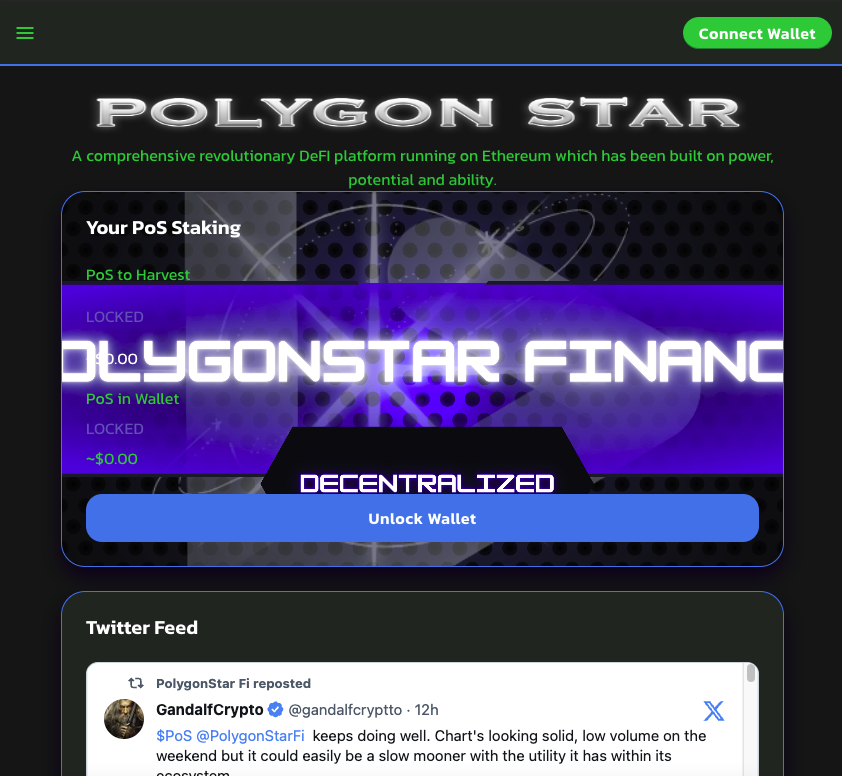 Connect Wallet
POLYGON STAR
A comprehensive revolutionary DeFI platform running on Ethereum which has been built on power,
potential and ability.
Your PoS Staking
PoS to Harvest
LOCKED
OLYGONSTAR FINANC
~$0.00
PoS in Wallet
LOCKED
~$0.00
DECENTRALIZED
Unlock Wallet
Twitter Feed
PolygonStar Fi reposted
GandalfCrypto @gandalfcryptto · 12h
$PoS @PolygonStarFi keeps doing well. Chart's looking solid, low volume on the
weekend but it could easily be a slow mooner with the utility it has within its
ecosystem